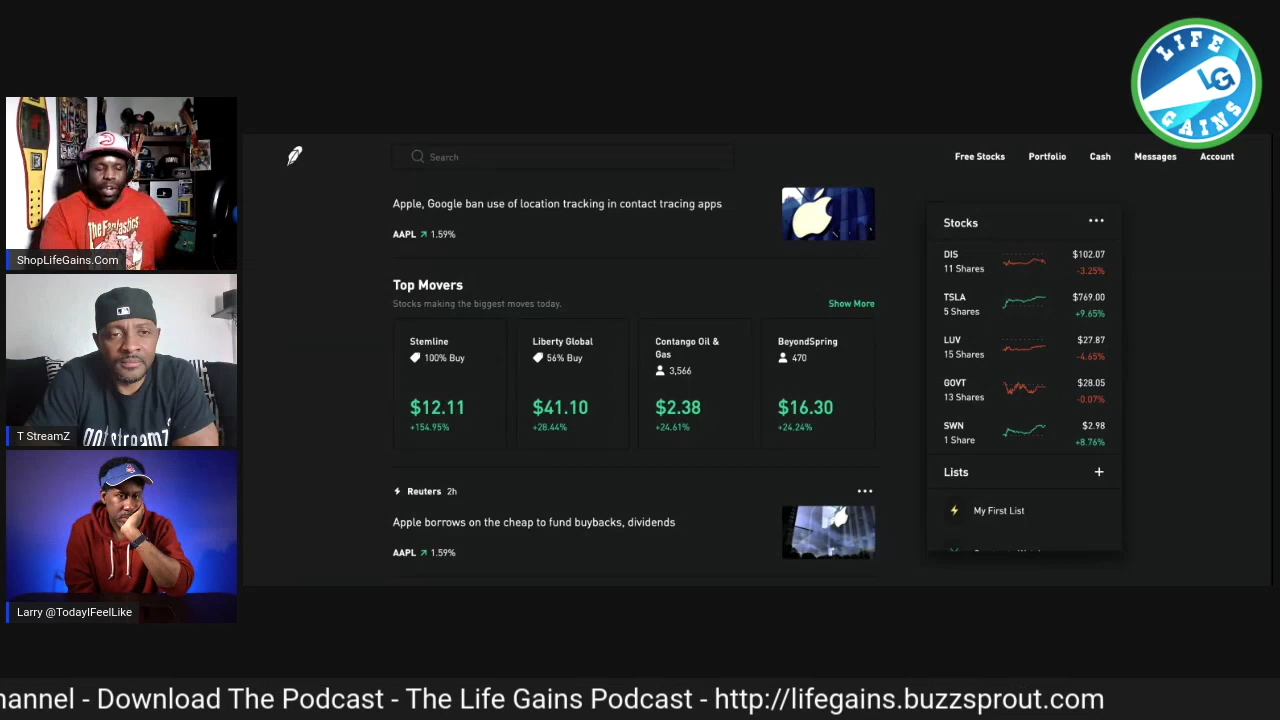 LIFE
LG
GAINS
The Fantastics
ShopLifeGains.Com
got streamz
T StreamZ
Larry @TodayIFeelLike
Search
Free Stocks
Portfolio
Cash
Messages
Account
Apple, Google ban use of location tracking in contact tracing apps
AAPL 1.59%
Top Movers
Stocks making the biggest moves today.
Show More
Stemline
100% Buy
$12.11
+154.95%
Liberty Global
56% Buy
$41.10
+28.44%
Contango Oil &
Gas
3,566
$2.38
+24.61%
BeyondSpring
470
$16.30
+24.24%
Reuters 2h
Apple borrows on the cheap to fund buybacks, dividends
AAPL 1.59%
Stocks
DIS $102.07
11 Shares -3.25%
TSLA $769.00
5 Shares +9.65%
LUV $27.87
15 Shares -4.65%
GOVT $28.05
13 Shares -0.07%
SWN $2.98
1 Share +8.76%
Lists +
My First List
hannel - Download The Podcast - The Life Gains Podcast - http://lifegains.buzzsprout.com